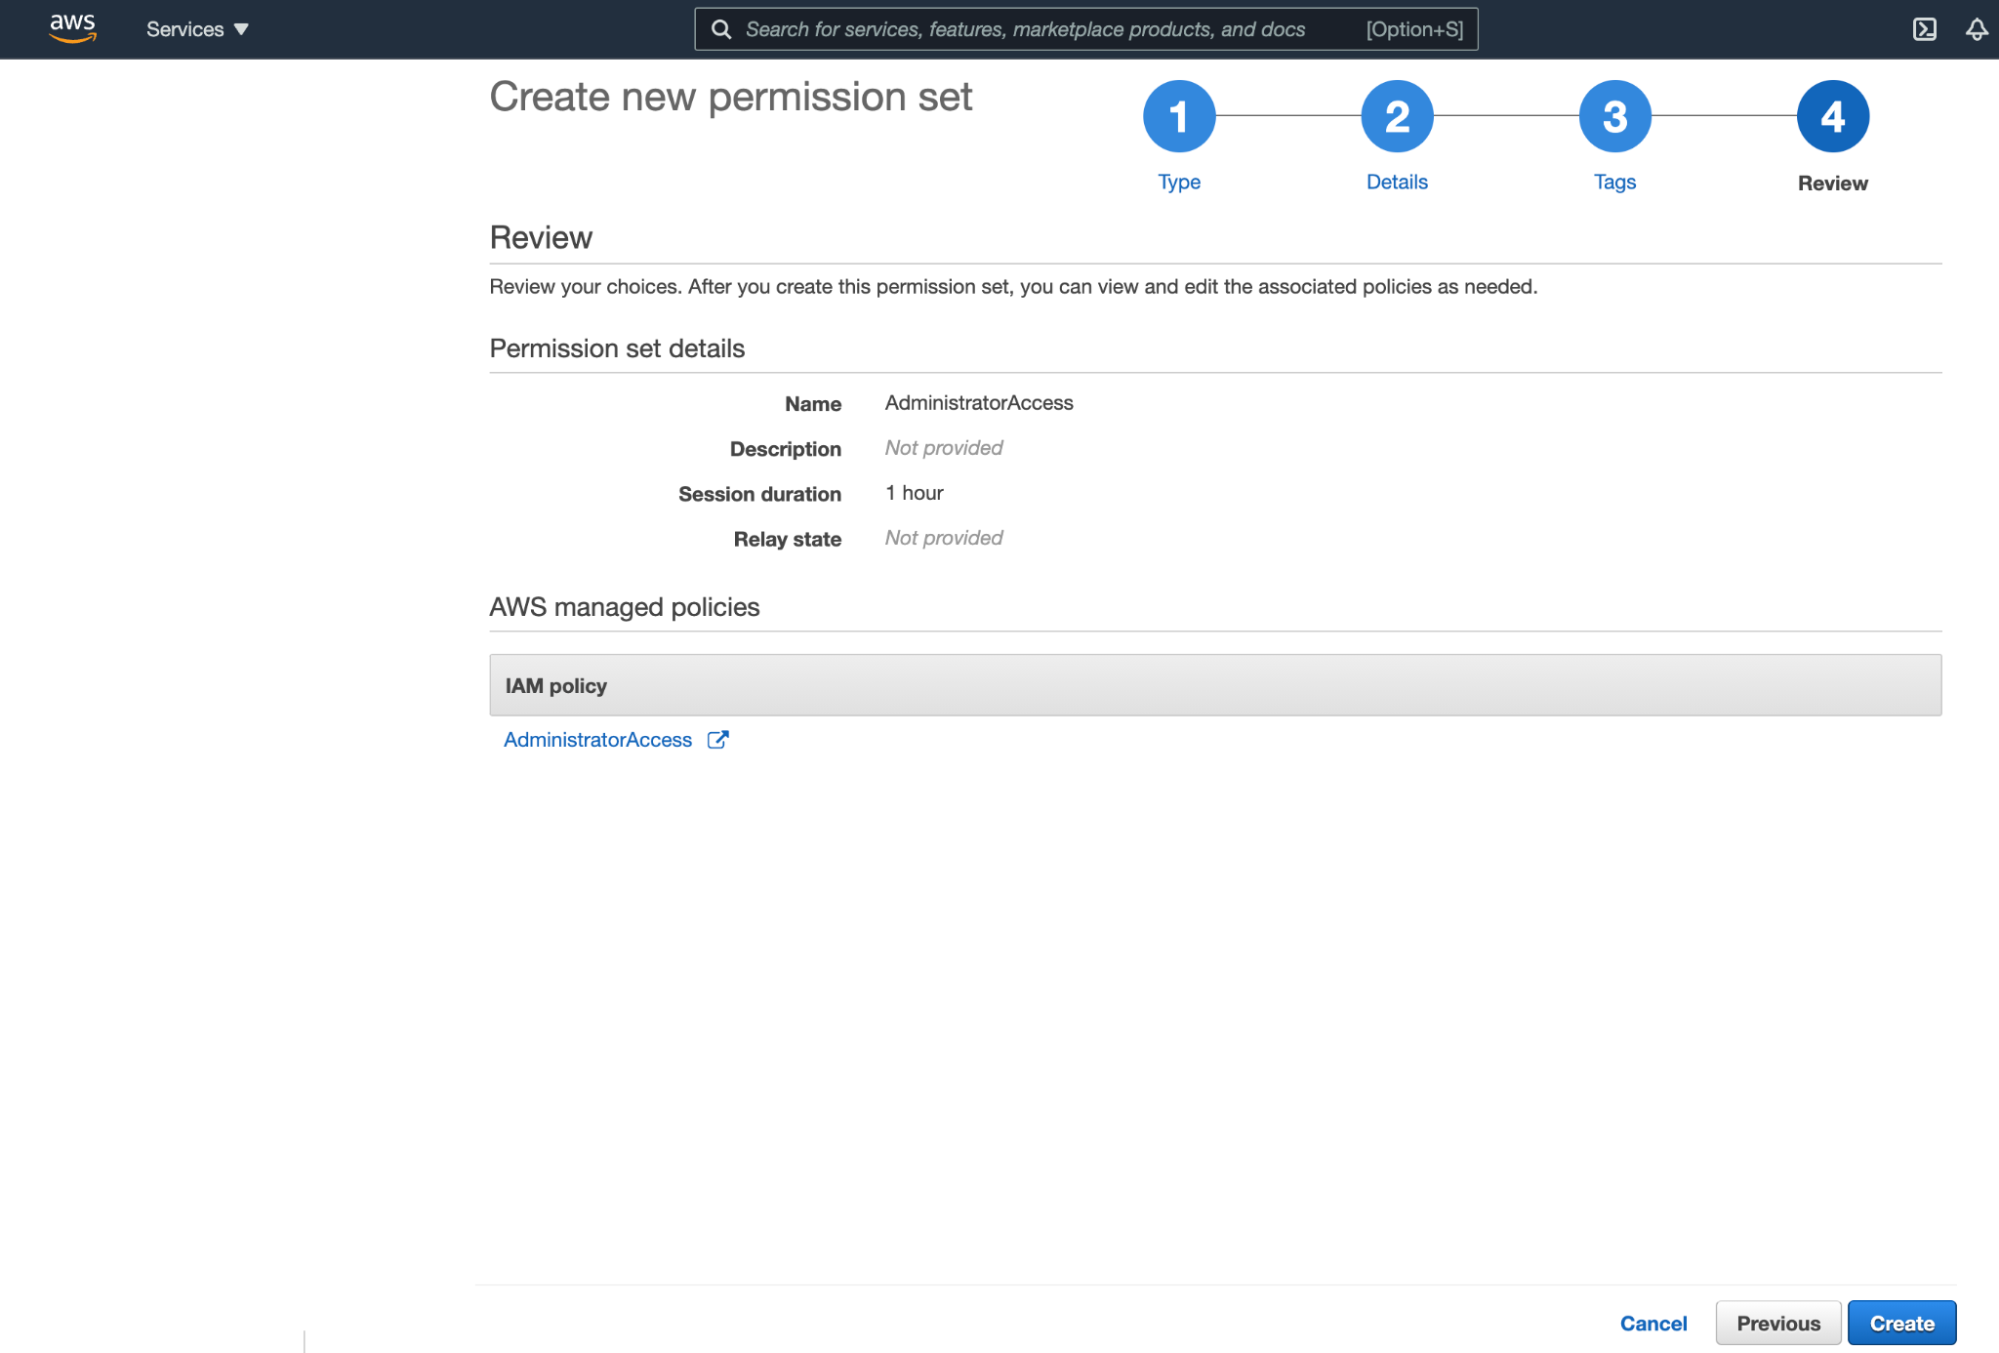 aws
Services
Search for services, features, marketplace products, and docs [Option+S]
Create new permission set
1 2 3 4
Type Details Tags Review
Review
Review your choices. After you create this permission set, you can view and edit the associated policies as needed.
Permission set details
Name AdministratorAccess
Description Not provided
Session duration 1 hour
Relay state Not provided
AWS managed policies
IAM policy
AdministratorAccess
Cancel Previous Create